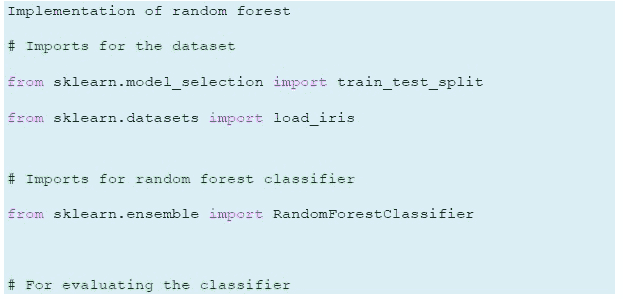 Implementation of random forest
# Imports for the dataset
from sklearn.model_selection import train_test_split
from sklearn.datasets import load_iris
# Imports for random forest classifier
from sklearn.ensemble import RandomForestClassifier
# For evaluating the classifier